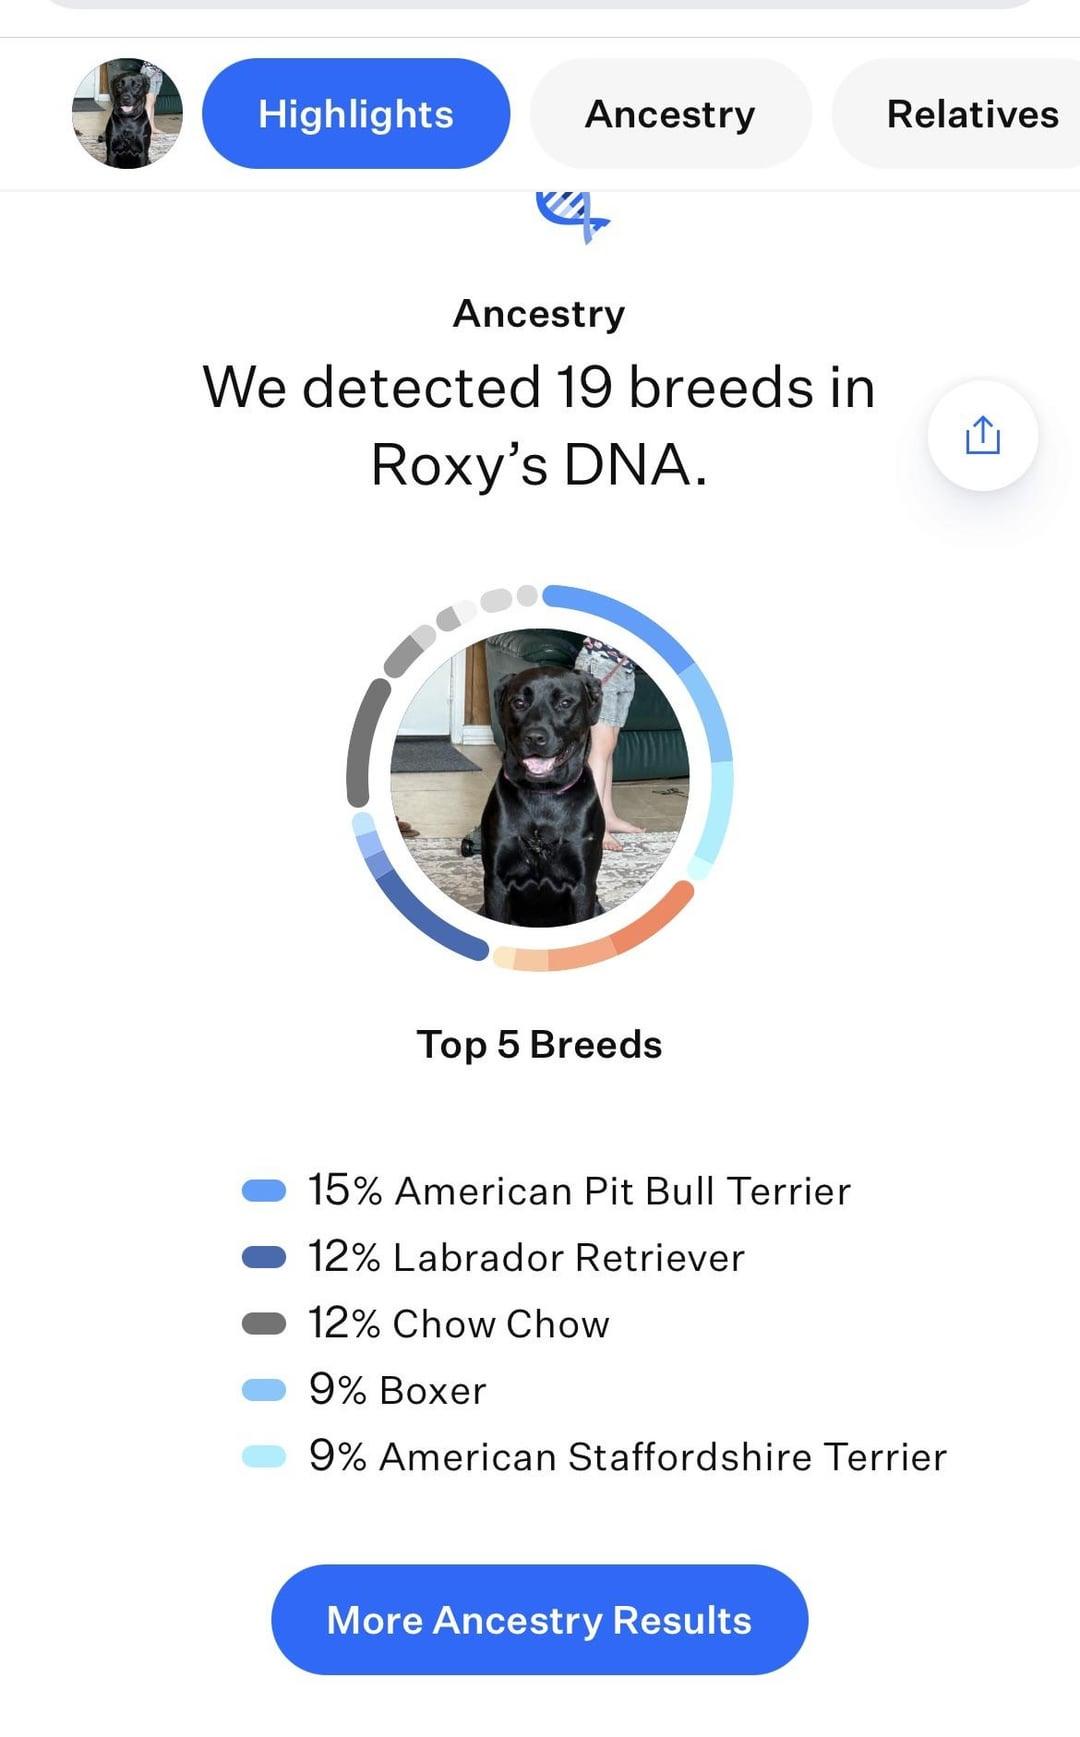 Highlights
Ancestry
Relatives
Ancestry
We detected 19 breeds in
Roxy’s DNA.
Top 5 Breeds
15% American Pit Bull Terrier
12% Labrador Retriever
12% Chow Chow
9% Boxer
9% American Staffordshire Terrier
More Ancestry Results